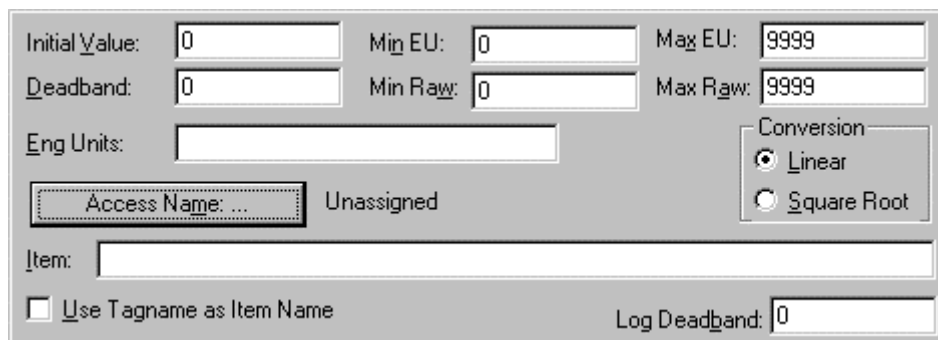 Initial Value: 0 Min EU: 0 Max EU: 9999
Deadband: 0 Min Raw: 0 Max Raw: 9999
Eng Units:
Conversion
Linear
Access Name: ... Unassigned
Square Root
Item:
Use Tagname as Item Name
Log Deadband: 0